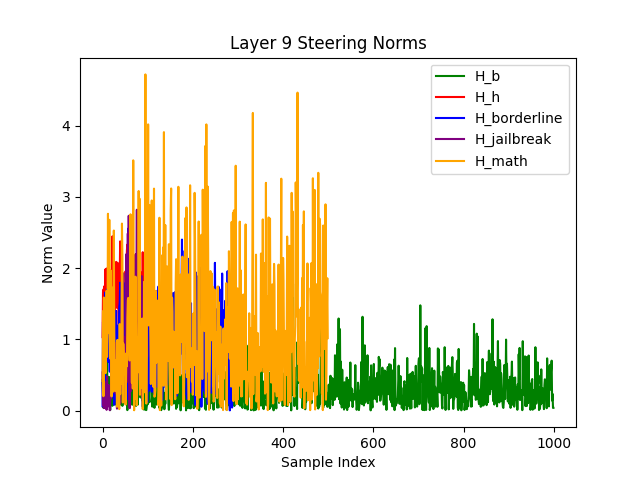 Layer 9 Steering Norms
H_b
H_h
H_borderline
H_jailbreak
H_math
Norm Value
4
3
2
1
0
0 200 400 600 800 1000
Sample Index